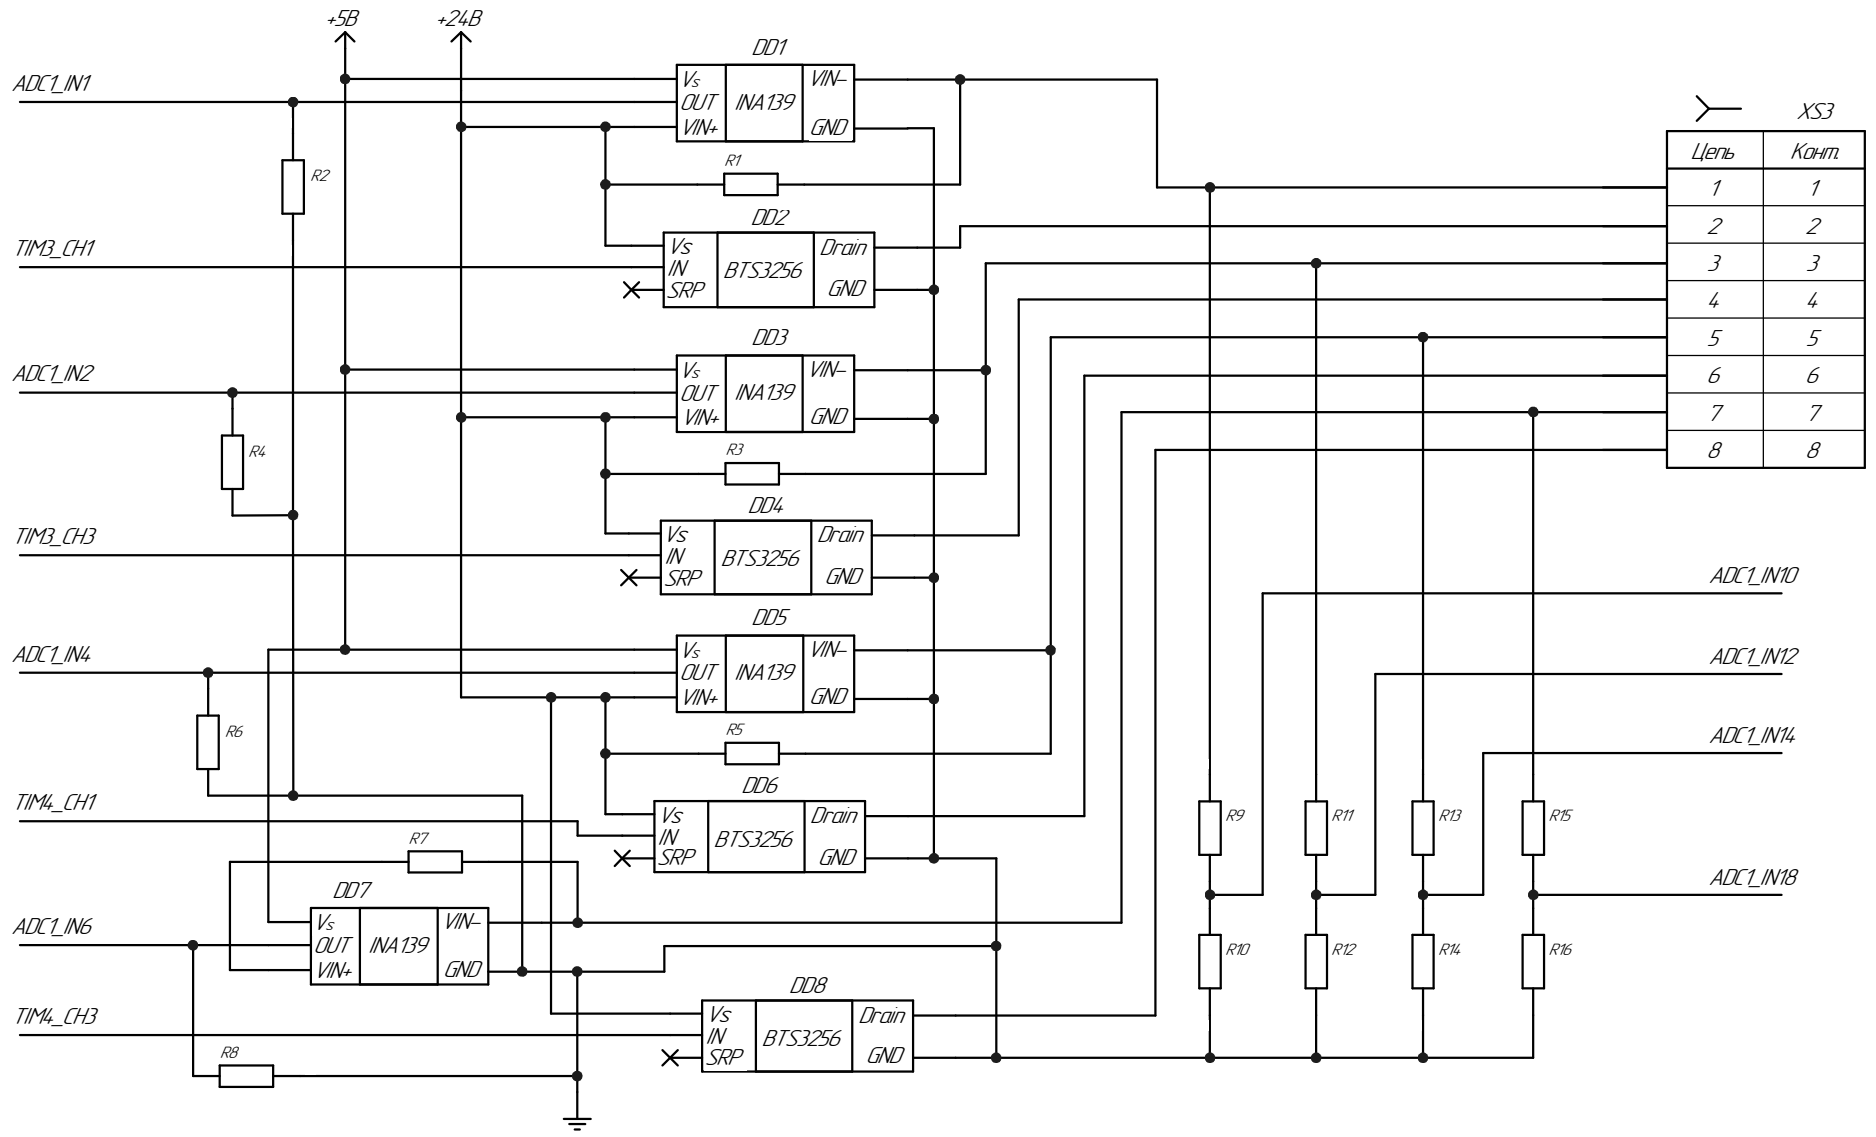 +5В
+24В
DD1
ADC1_IN1
Vs
OUT
VIN+
INA139
VIN-
GND
XS3
Цепь
Конт.
1
1
2
2
3
3
4
4
5
5
6
6
7
7
8
8
R1
R2
DD2
TIM3_CH1
Vs
IN
SRP
BTS3256
Drain
GND
DD3
ADC1_IN2
Vs
OUT
VIN+
INA139
VIN-
GND
R3
R4
DD4
TIM3_CH3
Vs
IN
SRP
BTS3256
Drain
GND
ADC1_IN10
DD5
ADC1_IN4
Vs
OUT
VIN+
INA139
VIN-
GND
ADC1_IN12
R5
R6
ADC1_IN14
DD6
TIM4_CH1
Vs
IN
SRP
BTS3256
Drain
GND
R9
R11
R13
R15
R7
DD7
ADC1_IN6
Vs
OUT
VIN+
INA139
VIN-
GND
ADC1_IN18
R10
R12
R14
R16
DD8
TIM4_CH3
Vs
IN
SRP
BTS3256
Drain
GND
R8